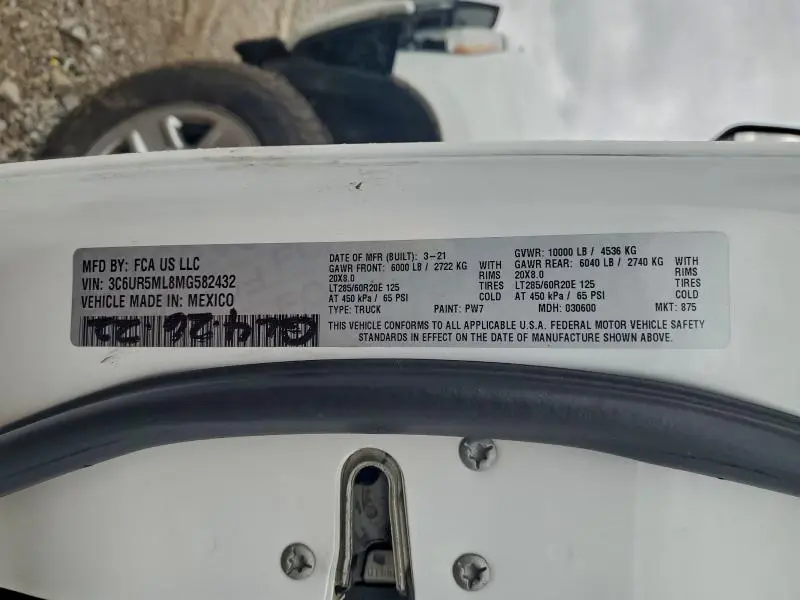 MFD BY: FCA US LLC
VIN: 3C6UR5ML8MG582432
VEHICLE MADE IN: MEXICO
DATE OF MFR (BUILT): 3-21
GAWR FRONT: 6000 LB / 2722 KG WITH
20X8.0 RIMS
LT285/60R20E 125 TIRES
AT 450 kPa / 65 PSI COLD
TYPE: TRUCK PAINT: PW7
GVWR: 10000 LB / 4536 KG
GAWR REAR: 6040 LB / 2740 KG WITH
20X8.0 RIMS
LT285/60R20E 125 TIRES
AT 450 kPa / 65 PSI COLD
MDH: 030600 MKT: 875
THIS VEHICLE CONFORMS TO ALL APPLICABLE U.S.A. FEDERAL MOTOR VEHICLE SAFETY
STANDARDS IN EFFECT ON THE DATE OF MANUFACTURE SHOWN ABOVE.
4-26-22